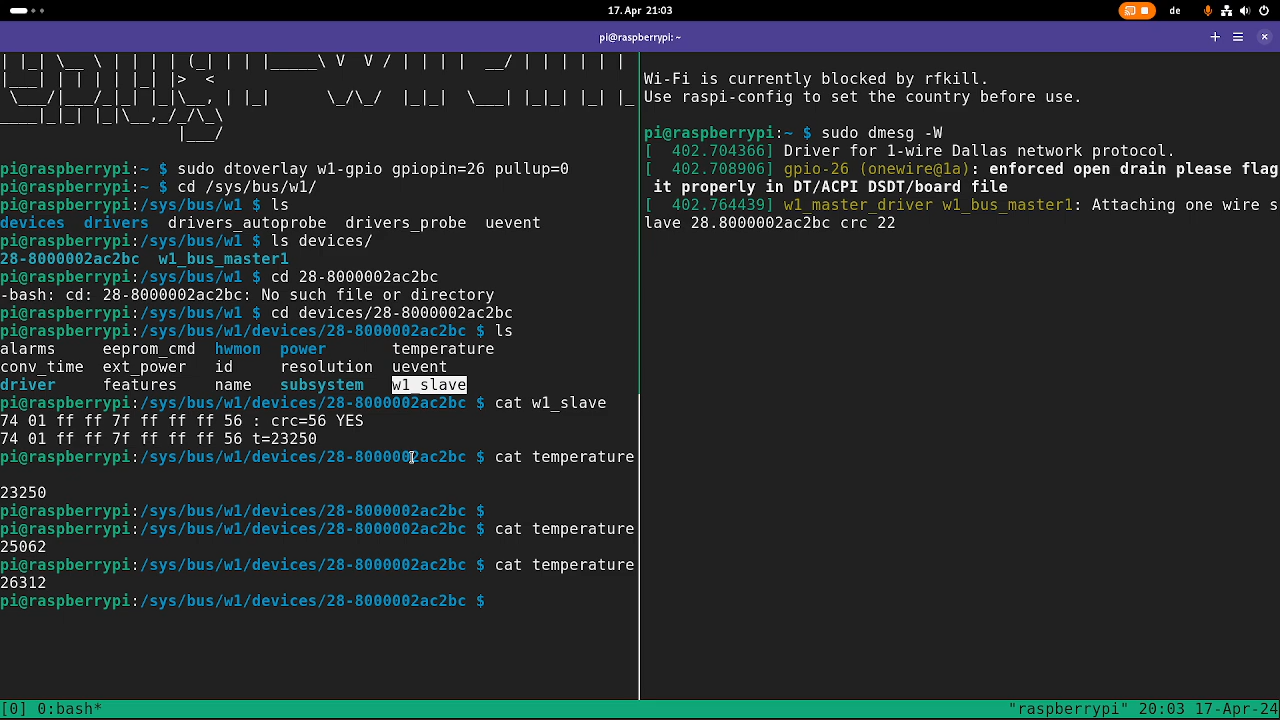 17. Apr 21:03
de
pi@raspberrypi: ~
pi@raspberrypi:~ $ sudo dtoverlay w1-gpio gpiopin=26 pullup=0
pi@raspberrypi:~ $ cd /sys/bus/w1/
pi@raspberrypi:/sys/bus/w1 $ ls
devices  drivers  drivers_autoprobe  drivers_probe  uevent
pi@raspberrypi:/sys/bus/w1 $ ls devices/
28-8000002ac2bc  w1_bus_master1
pi@raspberrypi:/sys/bus/w1 $ cd 28-8000002ac2bc
-bash: cd: 28-8000002ac2bc: No such file or directory
pi@raspberrypi:/sys/bus/w1 $ cd devices/28-8000002ac2bc
pi@raspberrypi:/sys/bus/w1/devices/28-8000002ac2bc $ ls
alarms     eeprom_cmd  hwmon  power       temperature
conv_time  ext_power   id     resolution  uevent
driver     features    name   subsystem   w1_slave
pi@raspberrypi:/sys/bus/w1/devices/28-8000002ac2bc $ cat w1_slave
74 01 ff ff 7f ff ff ff 56 : crc=56 YES
74 01 ff ff 7f ff ff ff 56 t=23250
pi@raspberrypi:/sys/bus/w1/devices/28-8000002ac2bc $ cat temperature
23250
pi@raspberrypi:/sys/bus/w1/devices/28-8000002ac2bc $
pi@raspberrypi:/sys/bus/w1/devices/28-8000002ac2bc $ cat temperature
25062
pi@raspberrypi:/sys/bus/w1/devices/28-8000002ac2bc $ cat temperature
26312
pi@raspberrypi:/sys/bus/w1/devices/28-8000002ac2bc $
Wi-Fi is currently blocked by rfkill.
Use raspi-config to set the country before use.
pi@raspberrypi:~ $ sudo dmesg -W
[  402.704366] Driver for 1-wire Dallas network protocol.
[  402.708906] gpio-26 (onewire@1a): enforced open drain please flag
it properly in DT/ACPI DSDT/board file
[  402.764439] w1_master_driver w1_bus_master1: Attaching one wire s
lave 28.8000002ac2bc crc 22
[0] 0:bash*
"raspberrypi" 20:03 17-Apr-24